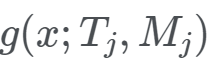 g(x; T_j, M_j)